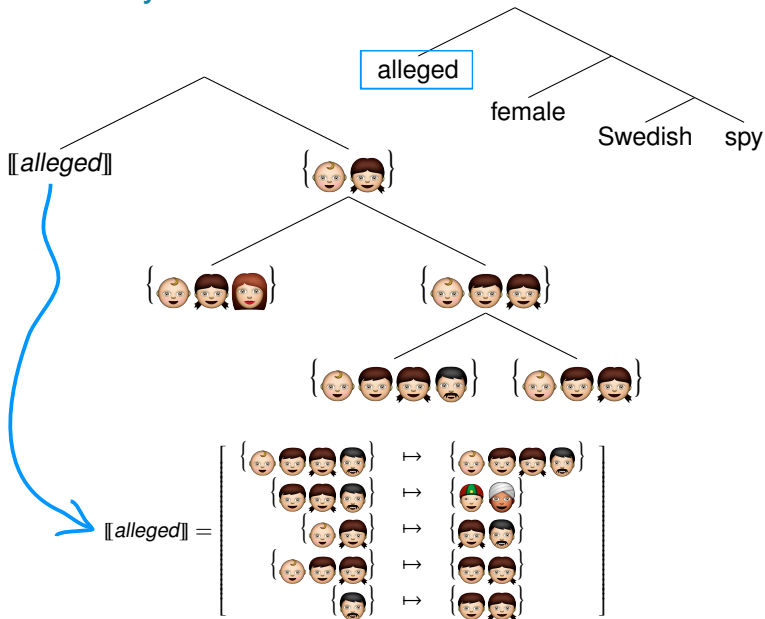 alleged
female
Swedish spy
⟦alleged⟧
{ }
{ } { }
{ } { }
⟦alleged⟧ =
{ } ↦ { }
{ } ↦ { }
{ } ↦ { }
{ } ↦ { }
{ } ↦ { }